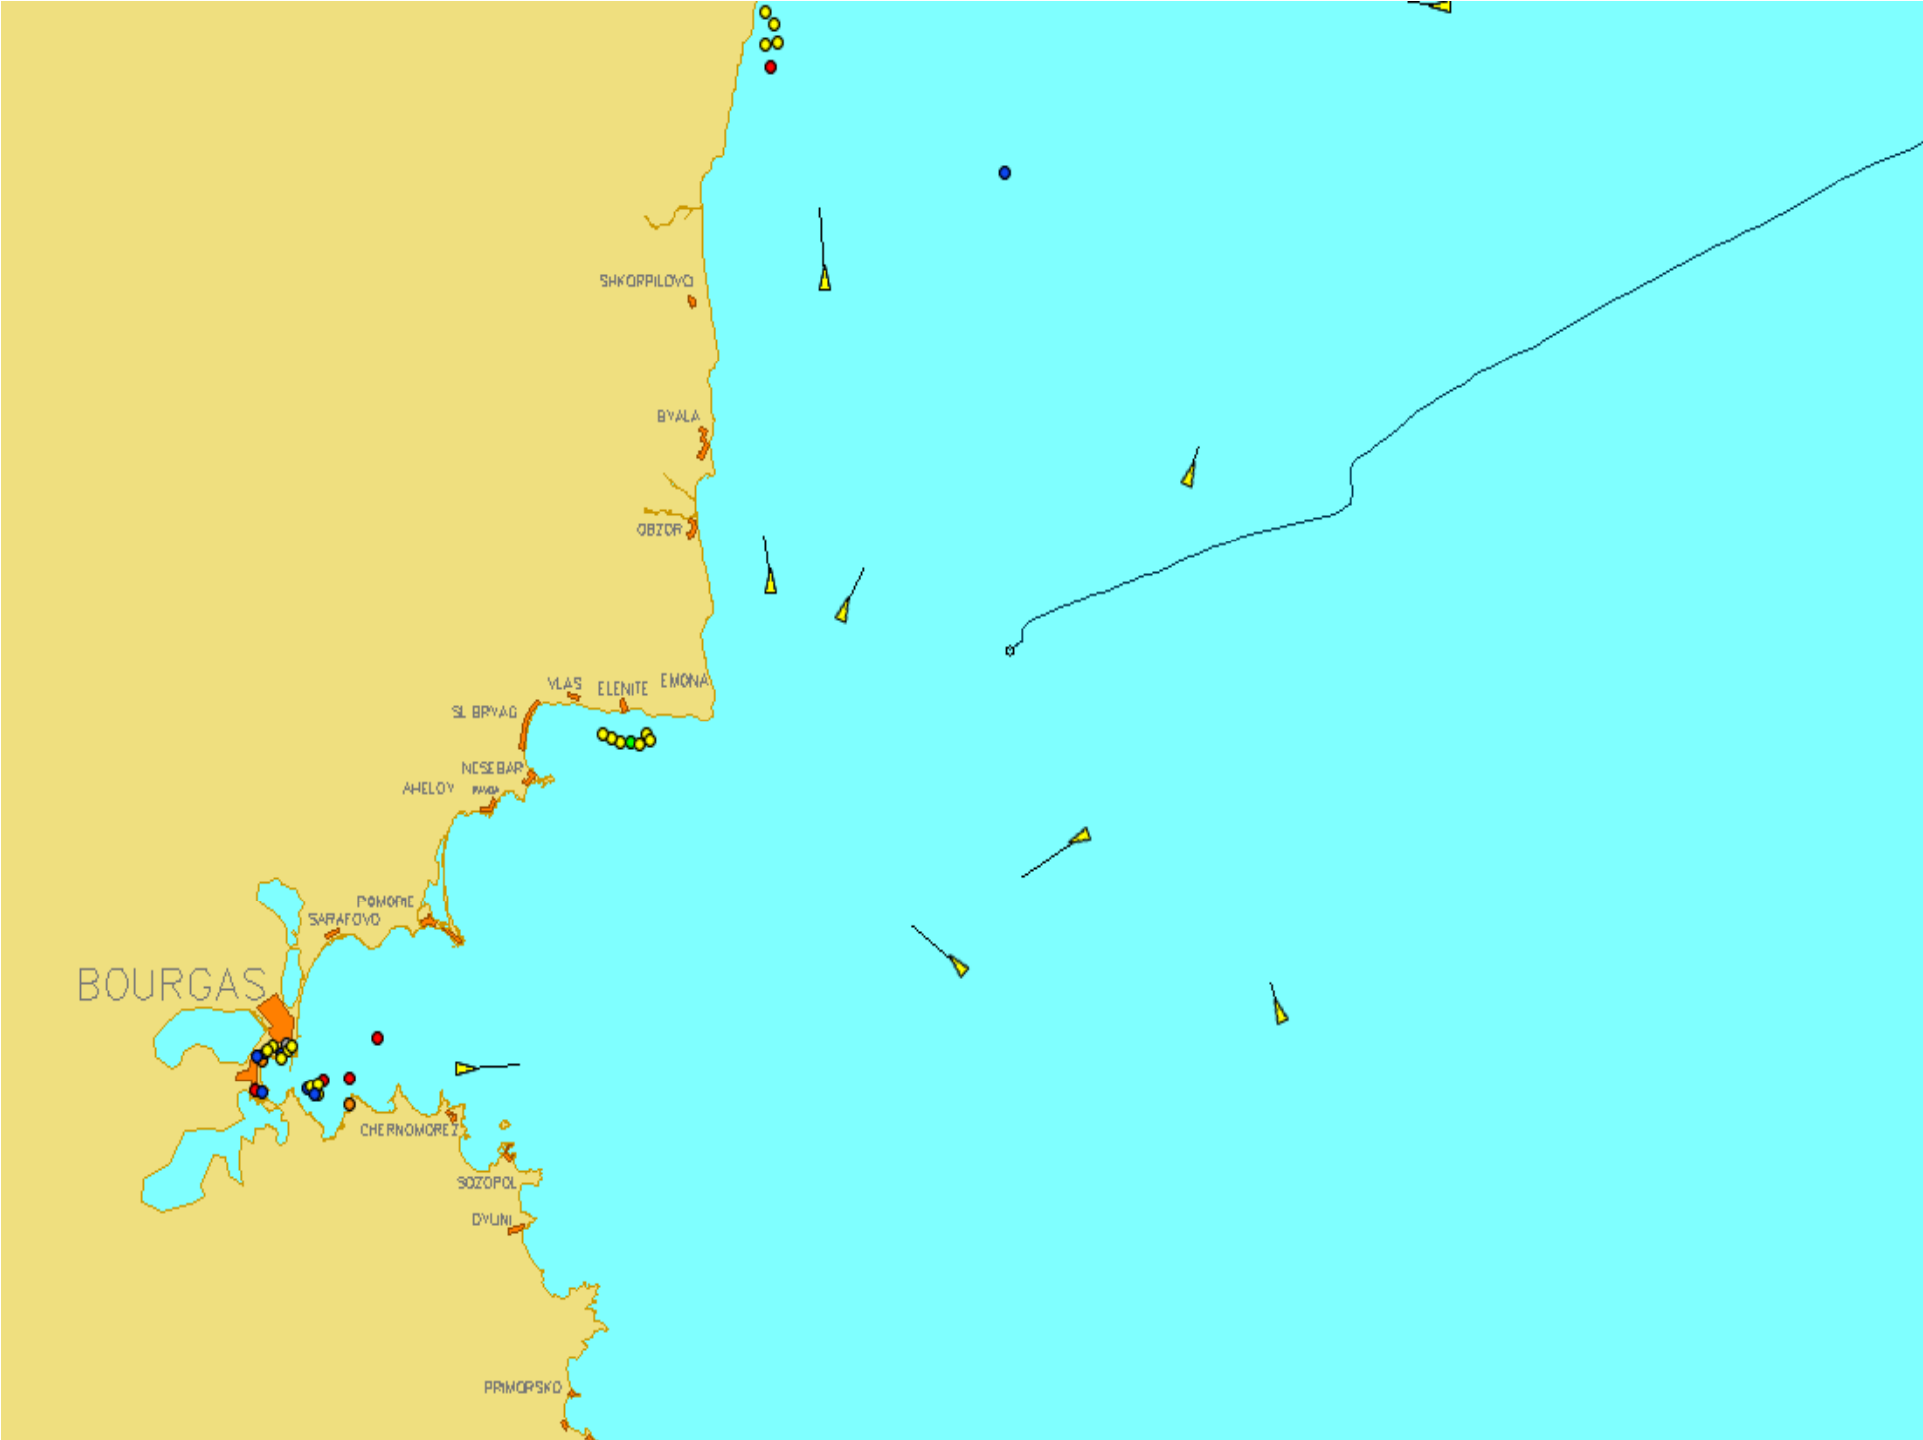 SHKORPILOVO
BYALA
OBZOR
EMONA
VLAS
ELENITE
SL BRYAG
NESEBAR
AHELOY
POMORIE
SARAFOVO
BOURGAS
CHERNOMOREZ
SOZOPOL
DYUNI
PRIMORSKO